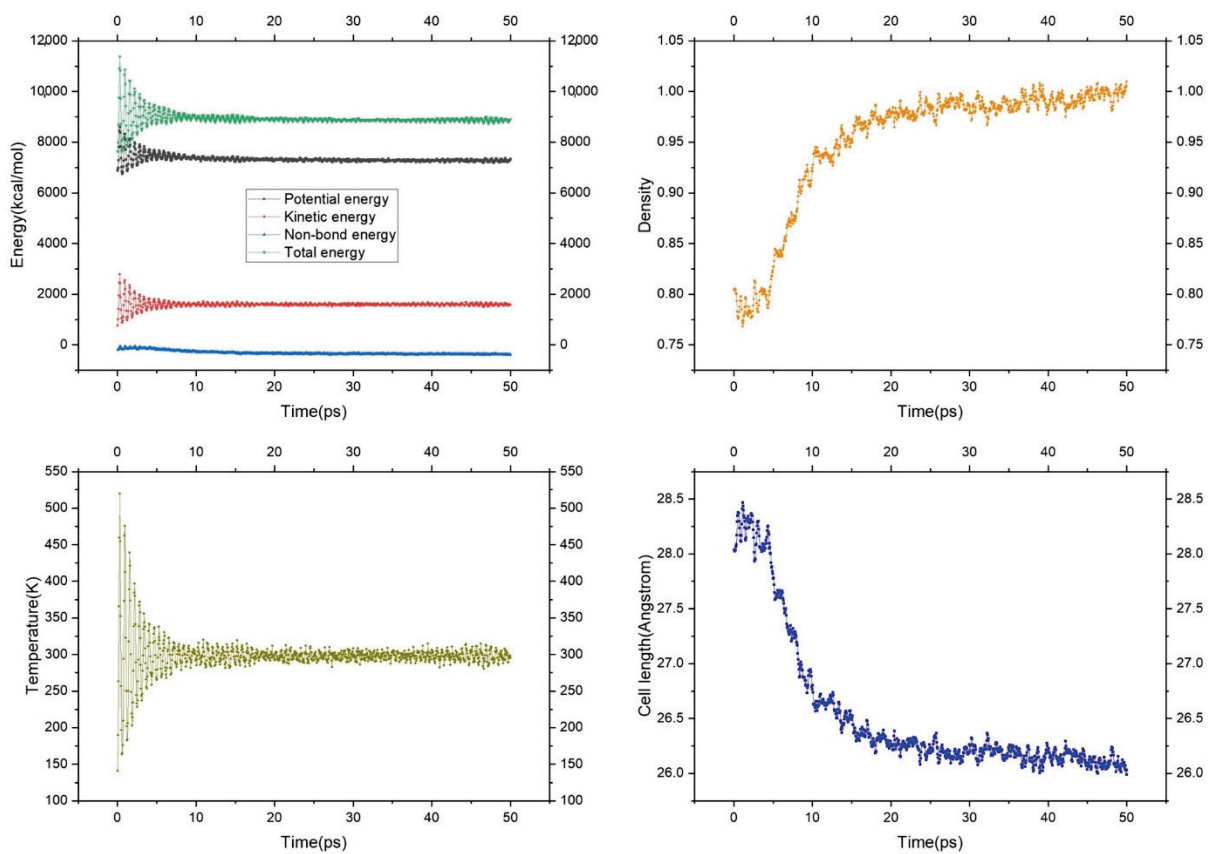 0 10 20 30 40 50
12000 12000
10000 10000
8000 8000
6000 6000
4000 4000
2000 2000
0 0
Energy(kcal/mol)
Potential energy
Kinetic energy
Non-bond energy
Total energy
0 10 20 30 40 50
Time(ps)
0 10 20 30 40 50
1.05 1.05
1.00 1.00
0.95 0.95
0.90 0.90
0.85 0.85
0.80 0.80
0.75 0.75
Density
0 10 20 30 40 50
Time(ps)
0 10 20 30 40 50
550 550
500 500
450 450
400 400
350 350
300 300
250 250
200 200
150 150
100 100
Temperature(K)
0 10 20 30 40 50
Time(ps)
0 10 20 30 40 50
28.5 28.5
28.0 28.0
27.5 27.5
27.0 27.0
26.5 26.5
26.0 26.0
Cell length(Angstrom)
0 10 20 30 40 50
Time(ps)